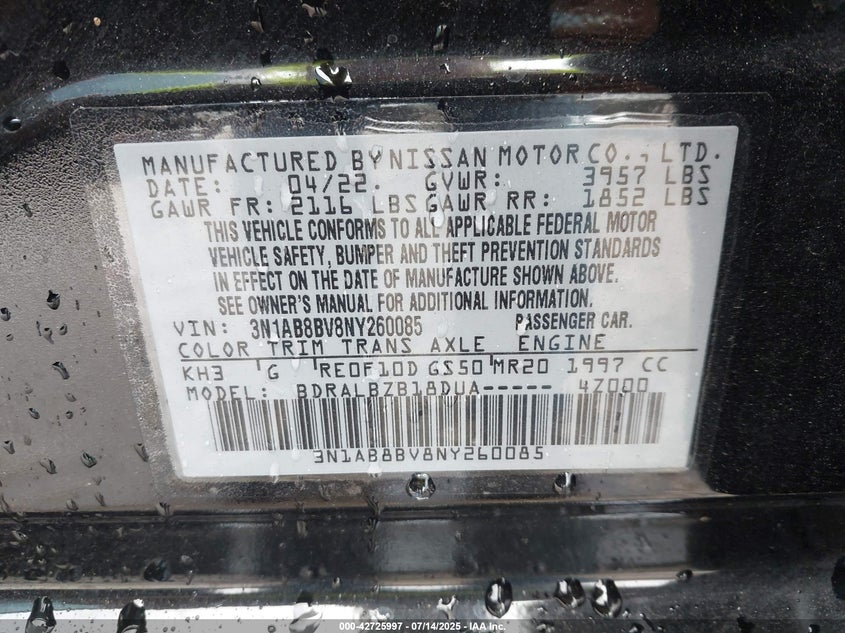 MANUFACTURED BY NISSAN MOTOR CO., LTD.
DATE: 04/22. GVWR: 3957 LBS
GAWR FR: 2116 LBS GAWR RR: 1852 LBS
THIS VEHICLE CONFORMS TO ALL APPLICABLE FEDERAL MOTOR
VEHICLE SAFETY, BUMPER AND THEFT PREVENTION STANDARDS
IN EFFECT ON THE DATE OF MANUFACTURE SHOWN ABOVE.
SEE OWNER'S MANUAL FOR ADDITIONAL INFORMATION.
VIN: 3N1AB8BV8NY260085 PASSENGER CAR.
COLOR TRIM TRANS AXLE ENGINE
KH3 G RE0F10D GS50 MR20 1997 CC
MODEL: BDRALBZB18DUA----- 4Z000
3N1AB8BV8NY260085
000-42725997 - 07/14/2025 - IAA Inc.